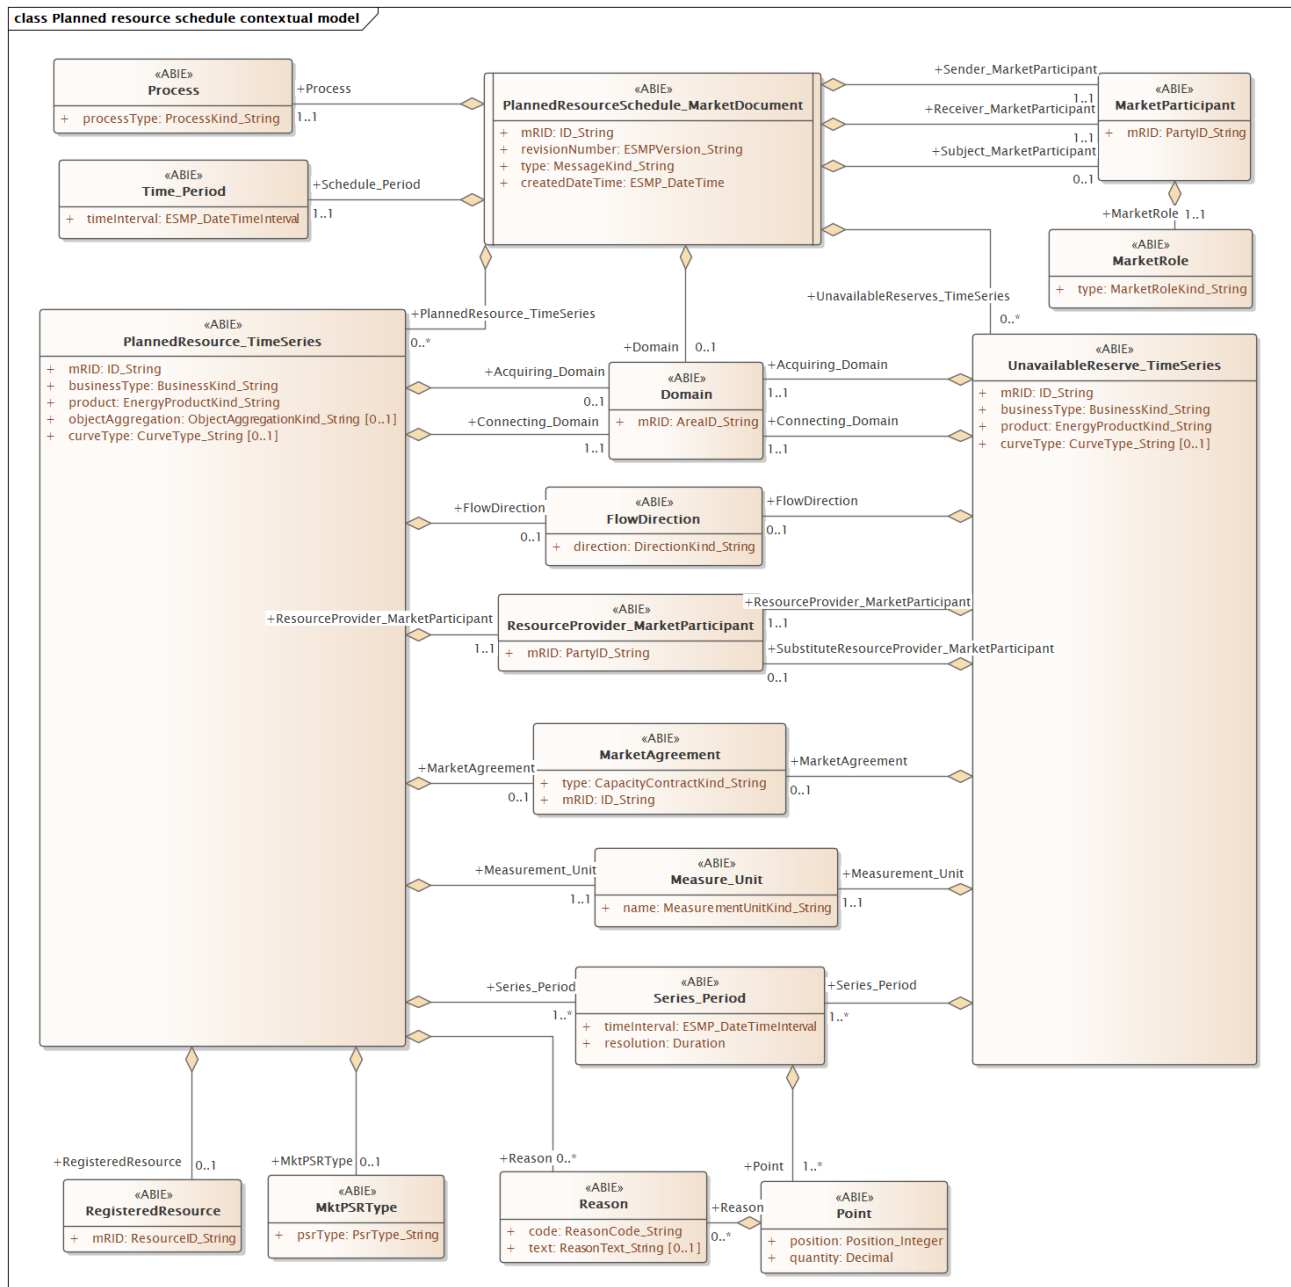 class Planned resource schedule contextual model
«ABIE»
Process
+ processType: ProcessKind_String
+Process
1..1
«ABIE»
PlannedResourceSchedule_MarketDocument
+ mRID: ID_String
+ revisionNumber: ESMPVersion_String
+ type: MessageKind_String
+ createdDateTime: ESMP_DateTime
+Sender_MarketParticipant
1..1
+Receiver_MarketParticipant
1..1
+Subject_MarketParticipant
0..1
«ABIE»
MarketParticipant
+ mRID: PartyID_String
«ABIE»
Time_Period
+ timeInterval: ESMP_DateTimeInterval
+Schedule_Period
1..1
+MarketRole 1..1
«ABIE»
MarketRole
+ type: MarketRoleKind_String
+UnavailableReserves_TimeSeries
0..*
+PlannedResource_TimeSeries
0..*
+Domain 0..1
«ABIE»
PlannedResource_TimeSeries
+ mRID: ID_String
+ businessType: BusinessKind_String
+ product: EnergyProductKind_String
+ objectAggregation: ObjectAggregationKind_String [0..1]
+ curveType: CurveType_String [0..1]
«ABIE»
UnavailableReserve_TimeSeries
+ mRID: ID_String
+ businessType: BusinessKind_String
+ product: EnergyProductKind_String
+ curveType: CurveType_String [0..1]
+Acquiring_Domain
0..1
+Connecting_Domain
1..1
«ABIE»
Domain
+ mRID: AreaID_String
+Acquiring_Domain
1..1
+Connecting_Domain
1..1
+FlowDirection
0..1
«ABIE»
FlowDirection
+ direction: DirectionKind_String
+FlowDirection
0..1
+ResourceProvider_MarketParticipant
1..1
«ABIE»
ResourceProvider_MarketParticipant
+ mRID: PartyID_String
+ResourceProvider_MarketParticipant
1..1
+SubstituteResourceProvider_MarketParticipant
0..1
+MarketAgreement
0..1
«ABIE»
MarketAgreement
+ type: CapacityContractKind_String
+ mRID: ID_String
+MarketAgreement
0..1
+Measurement_Unit
1..1
«ABIE»
Measure_Unit
+ name: MeasurementUnitKind_String
+Measurement_Unit
1..1
+Series_Period
1..*
«ABIE»
Series_Period
+ timeInterval: ESMP_DateTimeInterval
+ resolution: Duration
+Series_Period
1..*
+RegisteredResource 0..1
«ABIE»
RegisteredResource
+ mRID: ResourceID_String
+MktPSRType 0..1
«ABIE»
MktPSRType
+ psrType: PsrType_String
+Reason 0..*
«ABIE»
Reason
+ code: ReasonCode_String
+ text: ReasonText_String [0..1]
+Reason
0..*
+Point 1..*
«ABIE»
Point
+ position: Position_Integer
+ quantity: Decimal